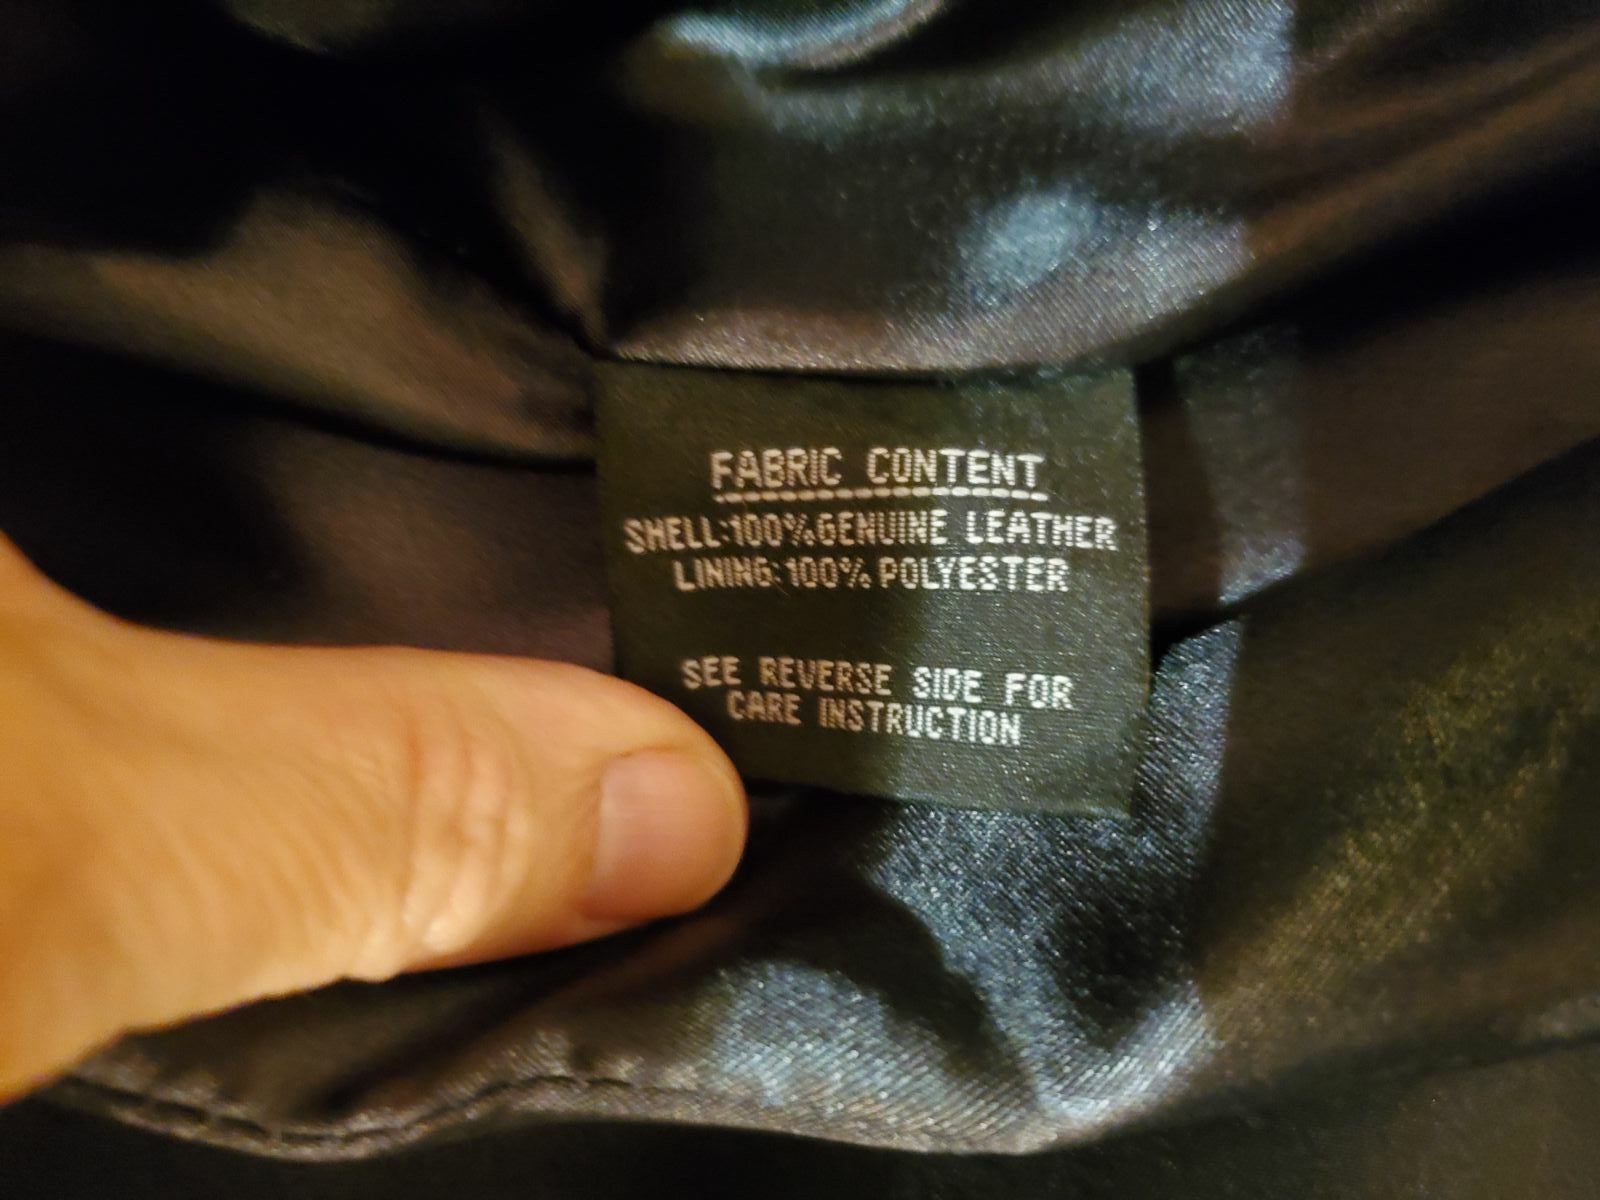 FABRIC CONTENT
SHELL:100%GENUINE LEATHER
LINING:100% POLYESTER
SEE REVERSE SIDE FOR
CARE INSTRUCTION